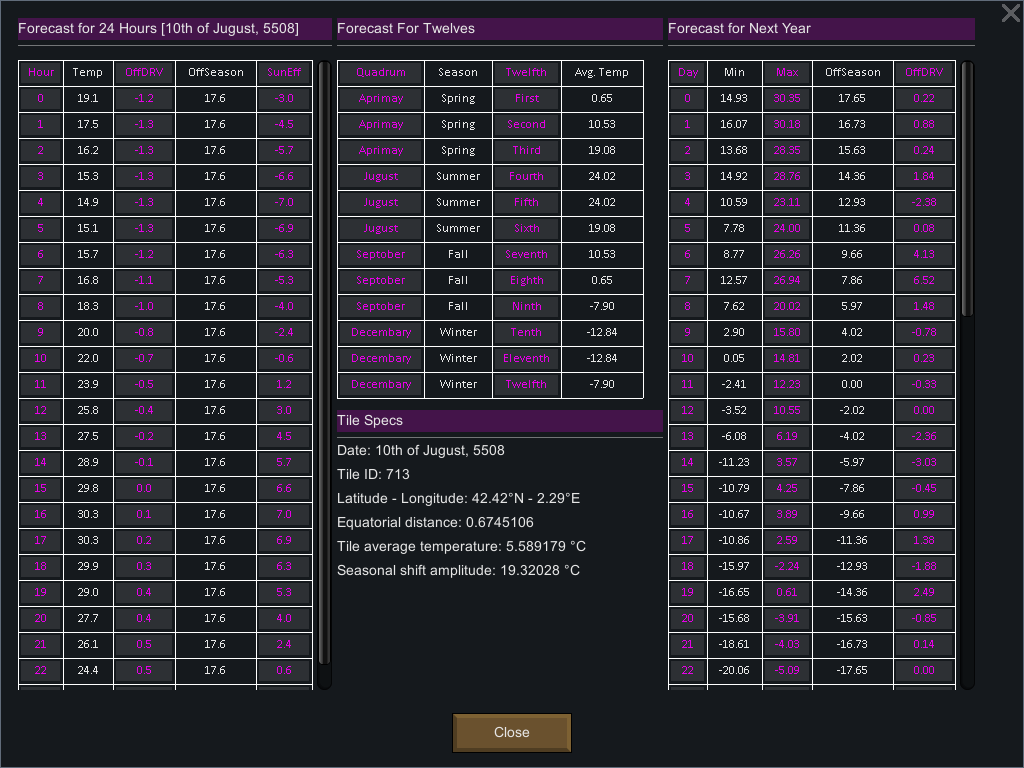 Forecast for 24 Hours [10th of Jugust, 5508]
Hour Temp OffDRV OffSeason SunEff
0 19.1 -1.2 17.6 -3.0
1 17.5 -1.3 17.6 -4.5
2 16.2 -1.3 17.6 -5.7
3 15.3 -1.3 17.6 -6.6
4 14.9 -1.3 17.6 -7.0
5 15.1 -1.3 17.6 -6.9
6 15.7 -1.2 17.6 -6.3
7 16.8 -1.1 17.6 -5.3
8 18.3 -1.0 17.6 -4.0
9 20.0 -0.8 17.6 -2.4
10 22.0 -0.7 17.6 -0.6
11 23.9 -0.5 17.6 1.2
12 25.8 -0.4 17.6 3.0
13 27.5 -0.2 17.6 4.5
14 28.9 -0.1 17.6 5.7
15 29.8 0.0 17.6 6.6
16 30.3 0.1 17.6 7.0
17 30.3 0.2 17.6 6.9
18 29.9 0.3 17.6 6.3
19 29.0 0.4 17.6 5.3
20 27.7 0.4 17.6 4.0
21 26.1 0.5 17.6 2.4
22 24.4 0.5 17.6 0.6
Forecast For Twelves
Quadrum Season Twelfth Avg. Temp
Aprimay Spring First 0.65
Aprimay Spring Second 10.53
Aprimay Spring Third 19.08
Jugust Summer Fourth 24.02
Jugust Summer Fifth 24.02
Jugust Summer Sixth 19.08
Septober Fall Seventh 10.53
Septober Fall Eighth 0.65
Septober Fall Ninth -7.90
Decembary Winter Tenth -12.84
Decembary Winter Eleventh -12.84
Decembary Winter Twelfth -7.90
Tile Specs
Date: 10th of Jugust, 5508
Tile ID: 713
Latitude - Longitude: 42.42°N - 2.29°E
Equatorial distance: 0.6745106
Tile average temperature: 5.589179 °C
Seasonal shift amplitude: 19.32028 °C
Forecast for Next Year
Day Min Max OffSeason OffDRV
0 14.93 30.35 17.65 0.22
1 16.07 30.18 16.73 0.88
2 13.68 28.35 15.63 0.24
3 14.92 28.76 14.36 1.84
4 10.59 23.11 12.93 -2.38
5 7.78 24.00 11.36 0.08
6 8.77 26.26 9.66 4.13
7 12.57 26.94 7.86 6.52
8 7.62 20.02 5.97 1.48
9 2.90 15.80 4.02 -0.78
10 0.05 14.81 2.02 0.23
11 -2.41 12.23 0.00 -0.33
12 -3.52 10.55 -2.02 0.00
13 -6.08 6.19 -4.02 -2.36
14 -11.23 3.57 -5.97 -3.03
15 -10.79 4.25 -7.86 -0.45
16 -10.67 3.89 -9.66 0.99
17 -10.86 2.59 -11.36 1.38
18 -15.97 -2.24 -12.93 -1.88
19 -16.65 0.61 -14.36 2.49
20 -15.68 -3.91 -15.63 -0.85
21 -18.61 -4.03 -16.73 0.14
22 -20.06 -5.09 -17.65 0.00
Close